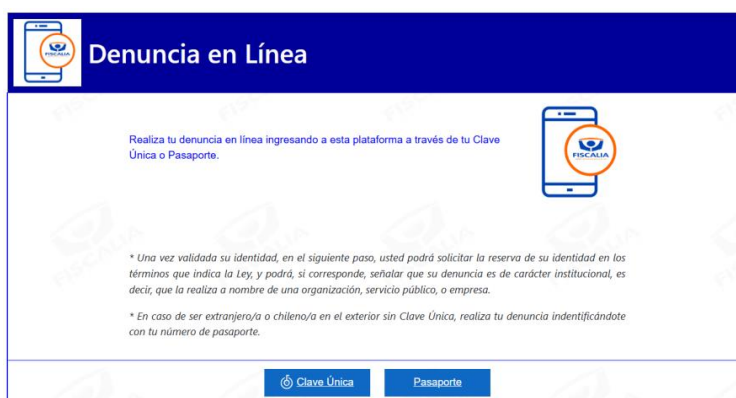 FISCALIA
Denuncia en Línea
Realiza tu denuncia en línea ingresando a esta plataforma a través de tu Clave
Única o Pasaporte.
FISCALIA
* Una vez validada su identidad, en el siguiente paso, usted podrá solicitar la reserva de su identidad en los
términos que indica la Ley, y podrá, si corresponde, señalar que su denuncia es de carácter institucional, es
decir, que la realiza a nombre de una organización, servicio público, o empresa.
* En caso de ser extranjero/a o chileno/a en el exterior sin Clave Única, realiza tu denuncia indentificándote
con tu número de pasaporte.
Clave Única
Pasaporte